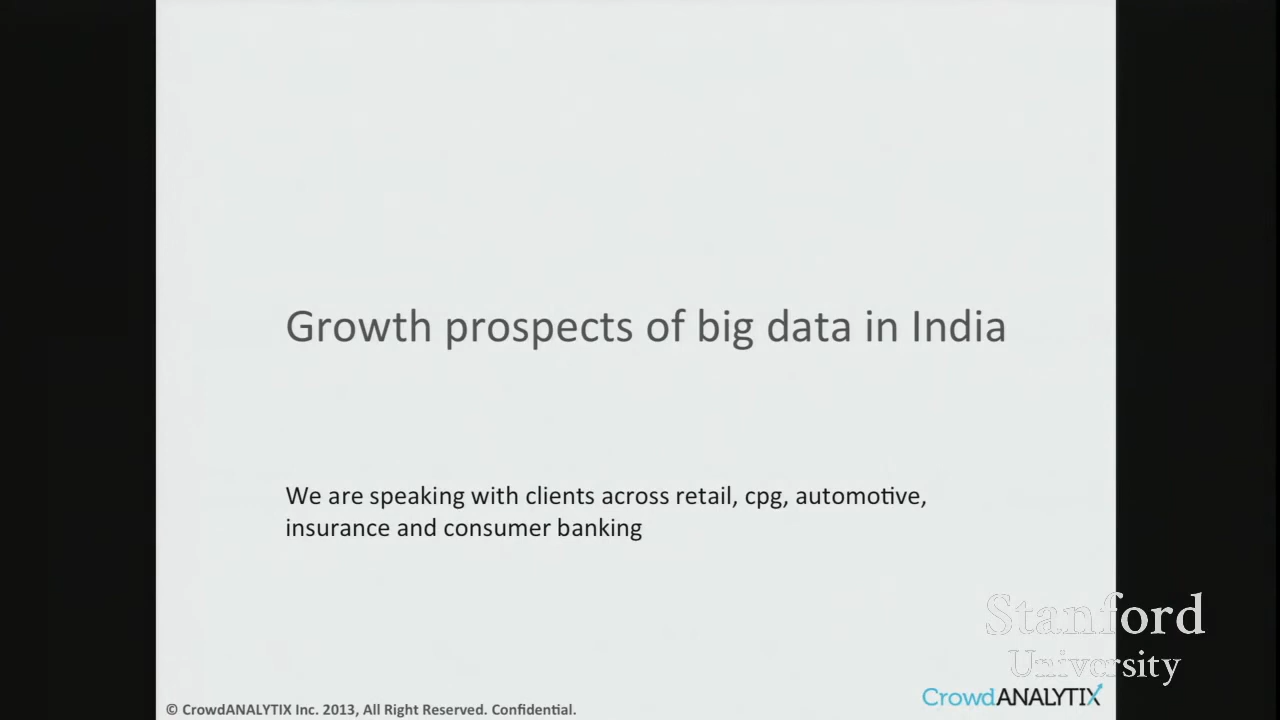 Growth prospects of big data in India
We are speaking with clients across retail, cpg, automotive,
insurance and consumer banking
Stanford
University
CrowdANALYTIX
© CrowdANALYTIX Inc. 2013, All Right Reserved. Confidential.